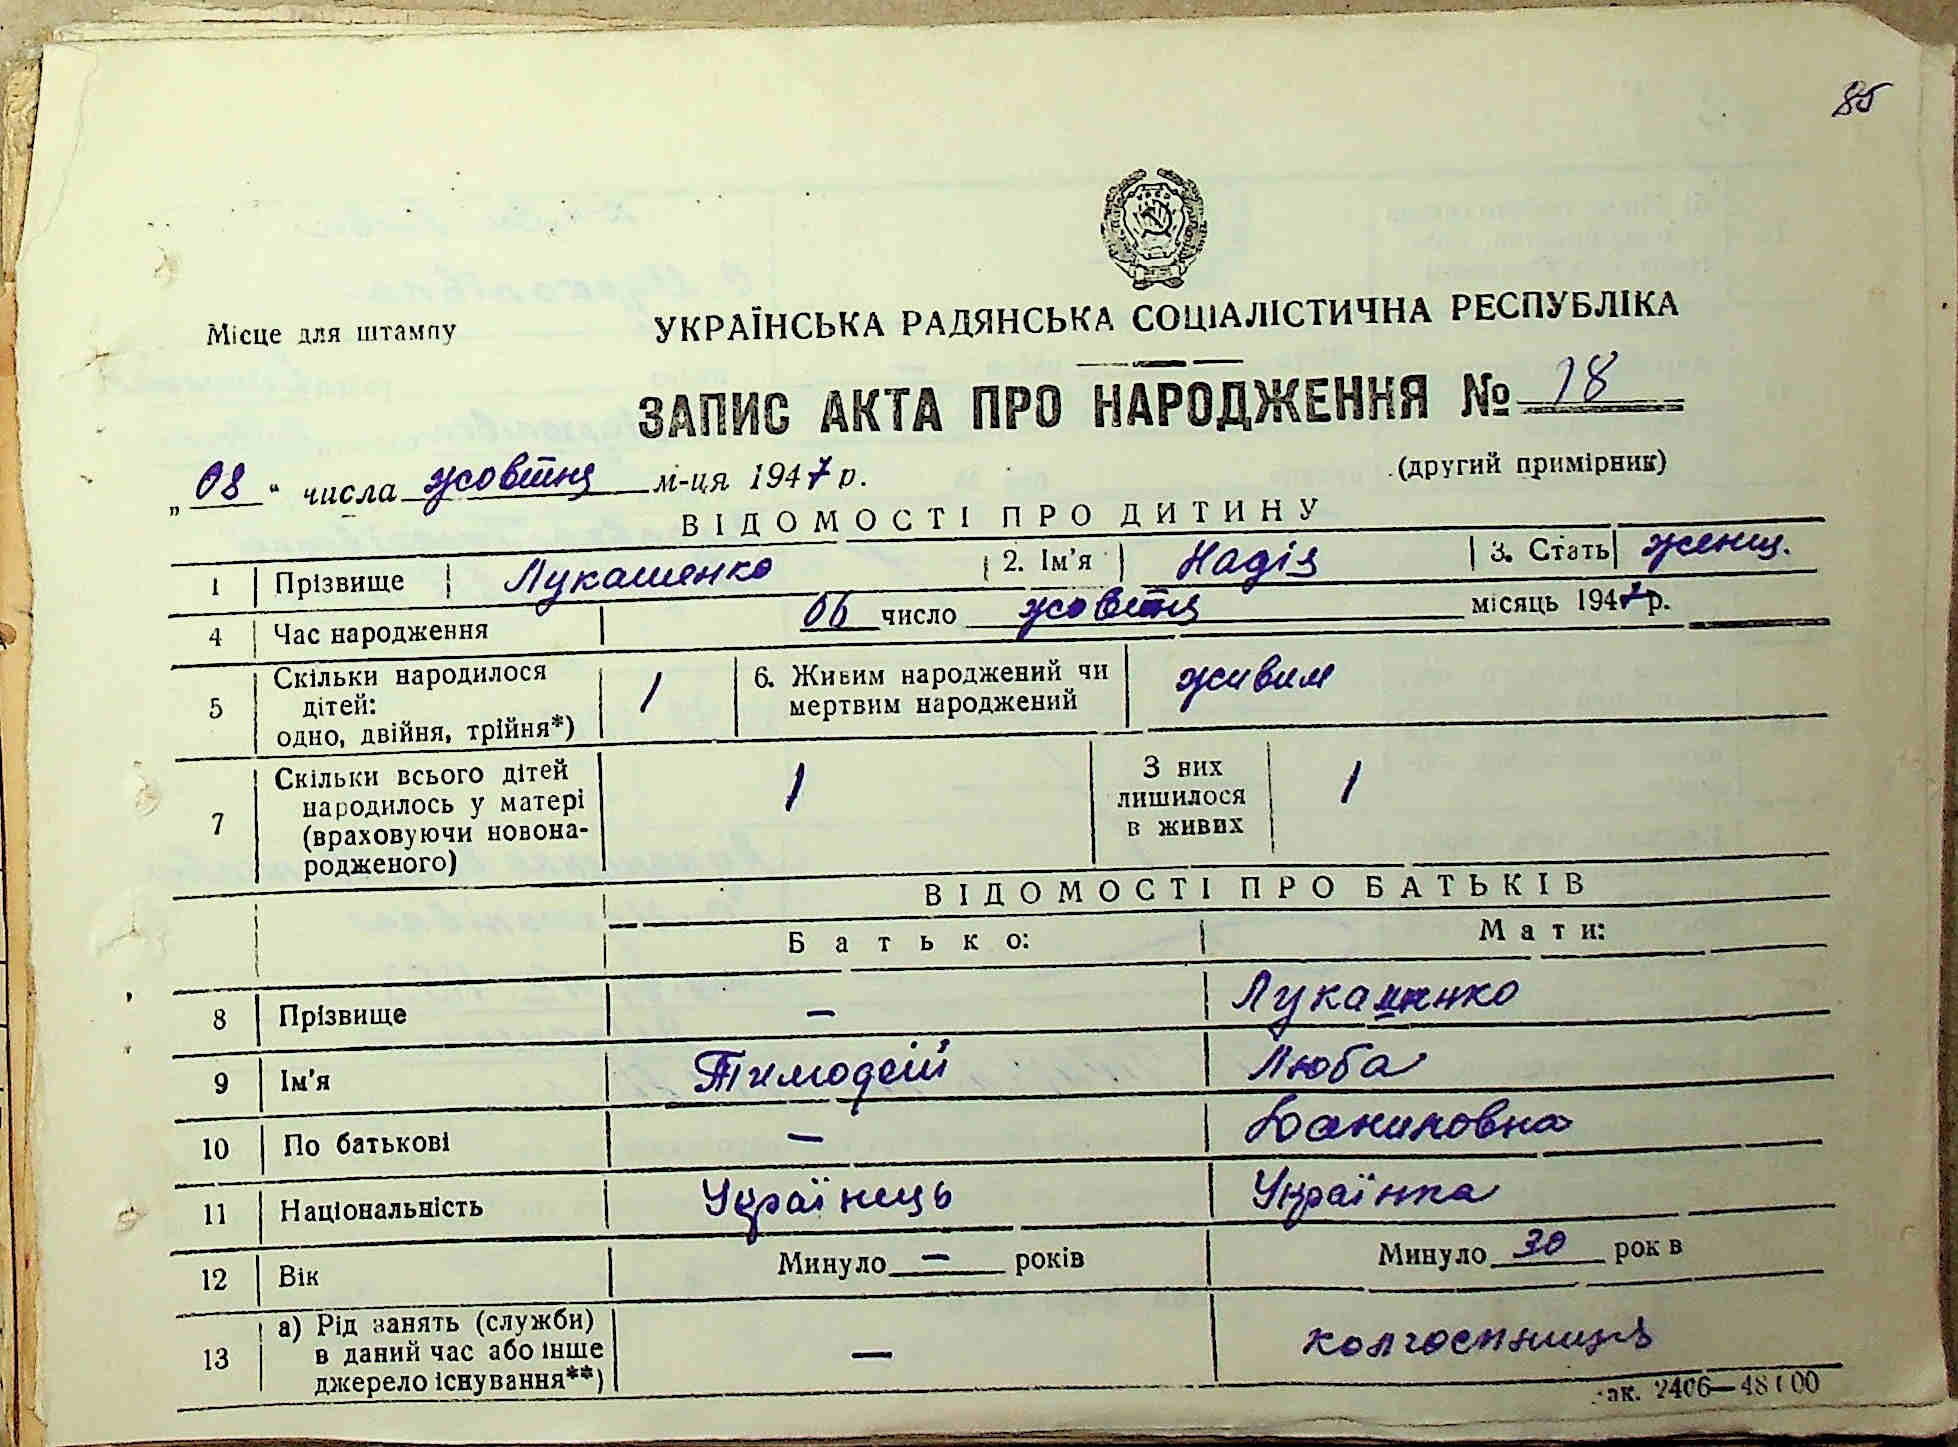 85
Місце для штампу
УКРАЇНСЬКА РАДЯНСЬКА СОЦІАЛІСТИЧНА РЕСПУБЛІКА
ЗАПИС АКТА ПРО НАРОДЖЕННЯ № 18
(другий примірник)
„08“ числа жовтня м-ця 1947 р.
ВІДОМОСТІ ПРО ДИТИНУ
1 Прізвище Лукашенко 2. Ім'я Надія 3. Стать женщ.
4 Час народження 06 число жовтня місяць 1947 р.
5 Скільки народилося дітей: одно, двійня, трійня*) 1 6. Живим народжений чи мертвим народжений живим
7 Скільки всього дітей народилось у матері (враховуючи новонародженого) 1 З них лишилося в живих 1
ВІДОМОСТІ ПРО БАТЬКІВ
Батько: Мати:
8 Прізвище — Лукашенко
9 Ім'я Тимофей Люба
10 По батькові — Даниловна
11 Національність Українець Українка
12 Вік Минуло — років Минуло 30 рок в
13 а) Рід занять (служби) в даний час або інше джерело існування**) — колгоспниця
зак. 2406—48